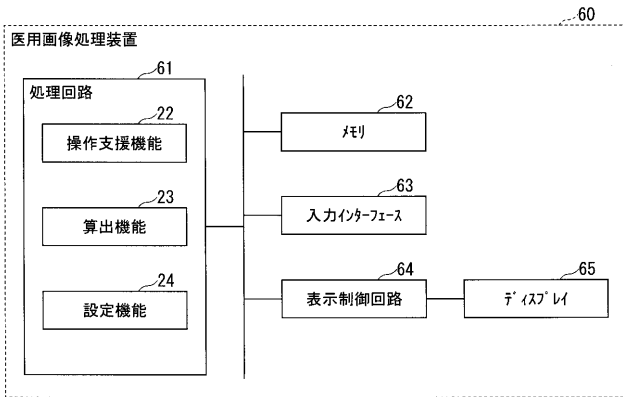 60
医用画像処理装置
61
処理回路
22
操作支援機能
23
算出機能
24
設定機能
62
ﾒﾓﾘ
63
入力ｲﾝﾀｰﾌｪｰｽ
64
表示制御回路
65
ﾃﾞｨｽﾌﾟﾚｲ